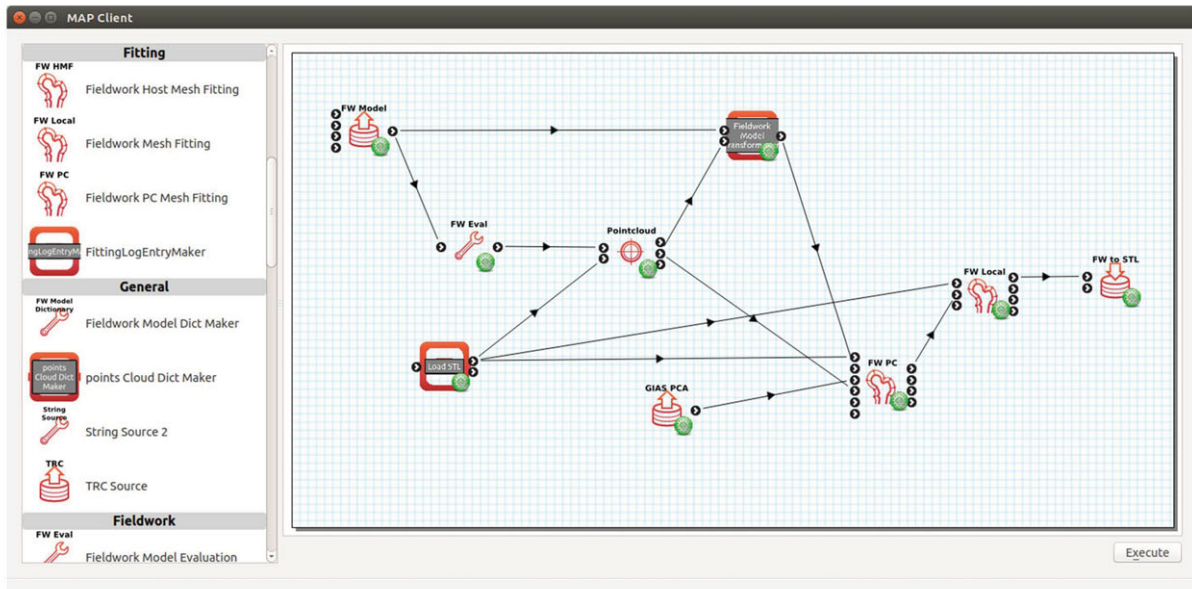 MAP Client
Fitting
FW HMF
Fieldwork Host Mesh Fitting
FW Local
Fieldwork Mesh Fitting
FW PC
Fieldwork PC Mesh Fitting
ngLogEntryM
FittingLogEntryMaker
General
FW Model
Dictionary
Fieldwork Model Dict Maker
points
Cloud Dict
Maker
points Cloud Dict Maker
String
Source
String Source 2
TRC
TRC Source
Fieldwork
FW Eval
Fieldwork Model Evaluation
FW Model
Fieldwork
Model
FW Eval
Pointcloud
FW Local
FW to STL
Load STL
FW PC
GIAS PCA
Execute